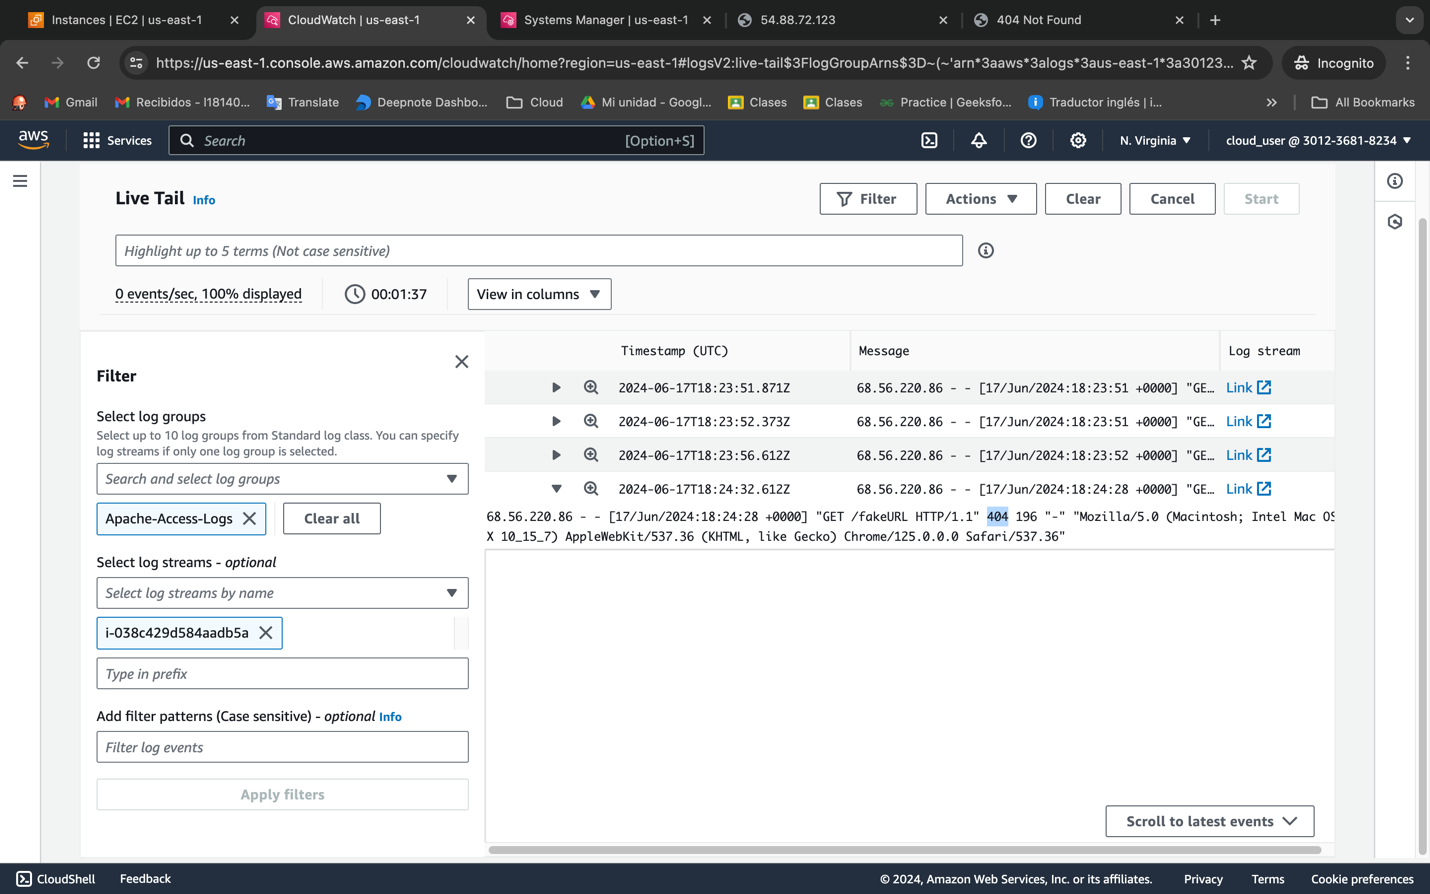 Instances | EC2 | us-east-1
CloudWatch | us-east-1
Systems Manager | us-east-1
54.88.72.123
404 Not Found
https://us-east-1.console.aws.amazon.com/cloudwatch/home?region=us-east-1#logsV2:live-tail$3FlogGroupArns$3D~(~'arn*3aaws*3alogs*3aus-east-1*3a30123...
Incognito
Gmail
Recibidos - l18140...
Translate
Deepnote Dashbo...
Cloud
Mi unidad - Googl...
Clases
Clases
Practice | Geeksfo...
Traductor inglés | i...
»
All Bookmarks
aws
Services
Search
[Option+S]
N. Virginia
cloud_user @ 3012-3681-8234
Live Tail
Info
Filter
Actions
Clear
Cancel
Start
Highlight up to 5 terms (Not case sensitive)
0 events/sec, 100% displayed
00:01:37
View in columns
Filter
Select log groups
Select up to 10 log groups from Standard log class. You can specify
log streams if only one log group is selected.
Search and select log groups
Apache-Access-Logs
Clear all
Select log streams - optional
Select log streams by name
i-038c429d584aadb5a
Type in prefix
Add filter patterns (Case sensitive) - optional Info
Filter log events
Apply filters
Timestamp (UTC)
Message
Log stream
2024-06-17T18:23:51.871Z 68.56.220.86 - - [17/Jun/2024:18:23:51 +0000] "GE... Link
2024-06-17T18:23:52.373Z 68.56.220.86 - - [17/Jun/2024:18:23:51 +0000] "GE... Link
2024-06-17T18:23:56.612Z 68.56.220.86 - - [17/Jun/2024:18:23:52 +0000] "GE... Link
2024-06-17T18:24:32.612Z 68.56.220.86 - - [17/Jun/2024:18:24:28 +0000] "GE... Link
68.56.220.86 - - [17/Jun/2024:18:24:28 +0000] "GET /fakeURL HTTP/1.1" 404 196 "-" "Mozilla/5.0 (Macintosh; Intel Mac OS
X 10_15_7) AppleWebKit/537.36 (KHTML, like Gecko) Chrome/125.0.0.0 Safari/537.36"
Scroll to latest events
CloudShell
Feedback
© 2024, Amazon Web Services, Inc. or its affiliates.
Privacy
Terms
Cookie preferences